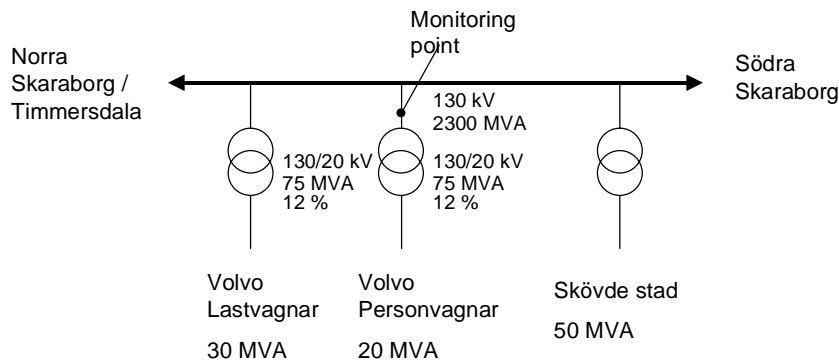 Monitoring
point
Norra
Skaraborg /
Timmersdala
Södra
Skaraborg
130 kV
2300 MVA
130/20 kV
75 MVA
12 %
130/20 kV
75 MVA
12 %
Volvo
Lastvagnar
30 MVA
Volvo
Personvagnar
20 MVA
Skövde stad
50 MVA